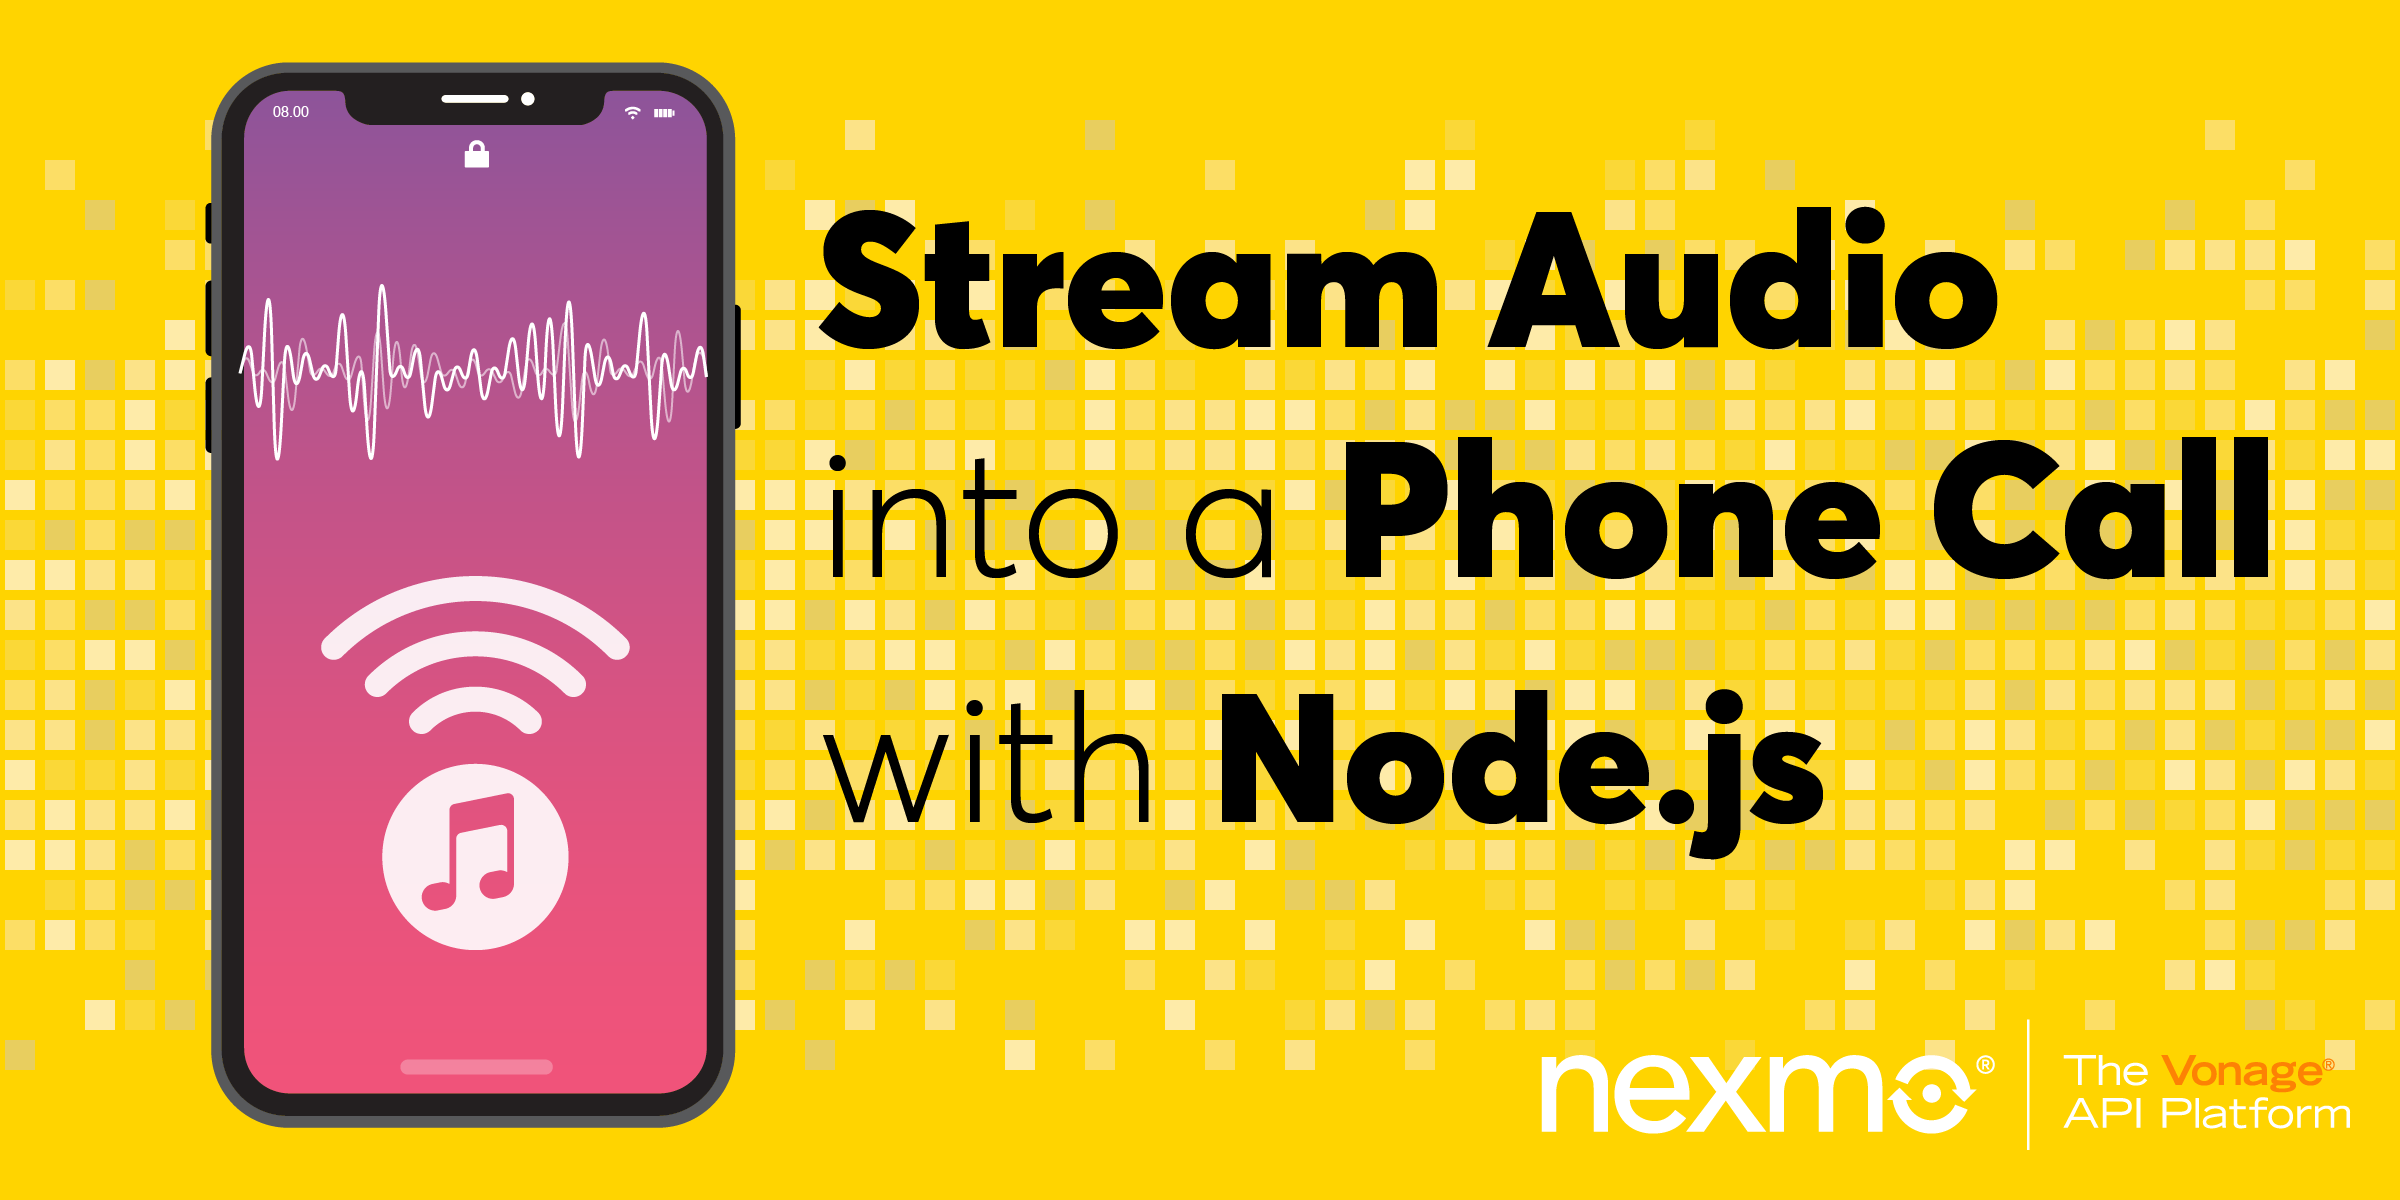 08.00
Stream Audio
into a Phone Call
with Node.js
nexmo®
The Vonage®
API Platform